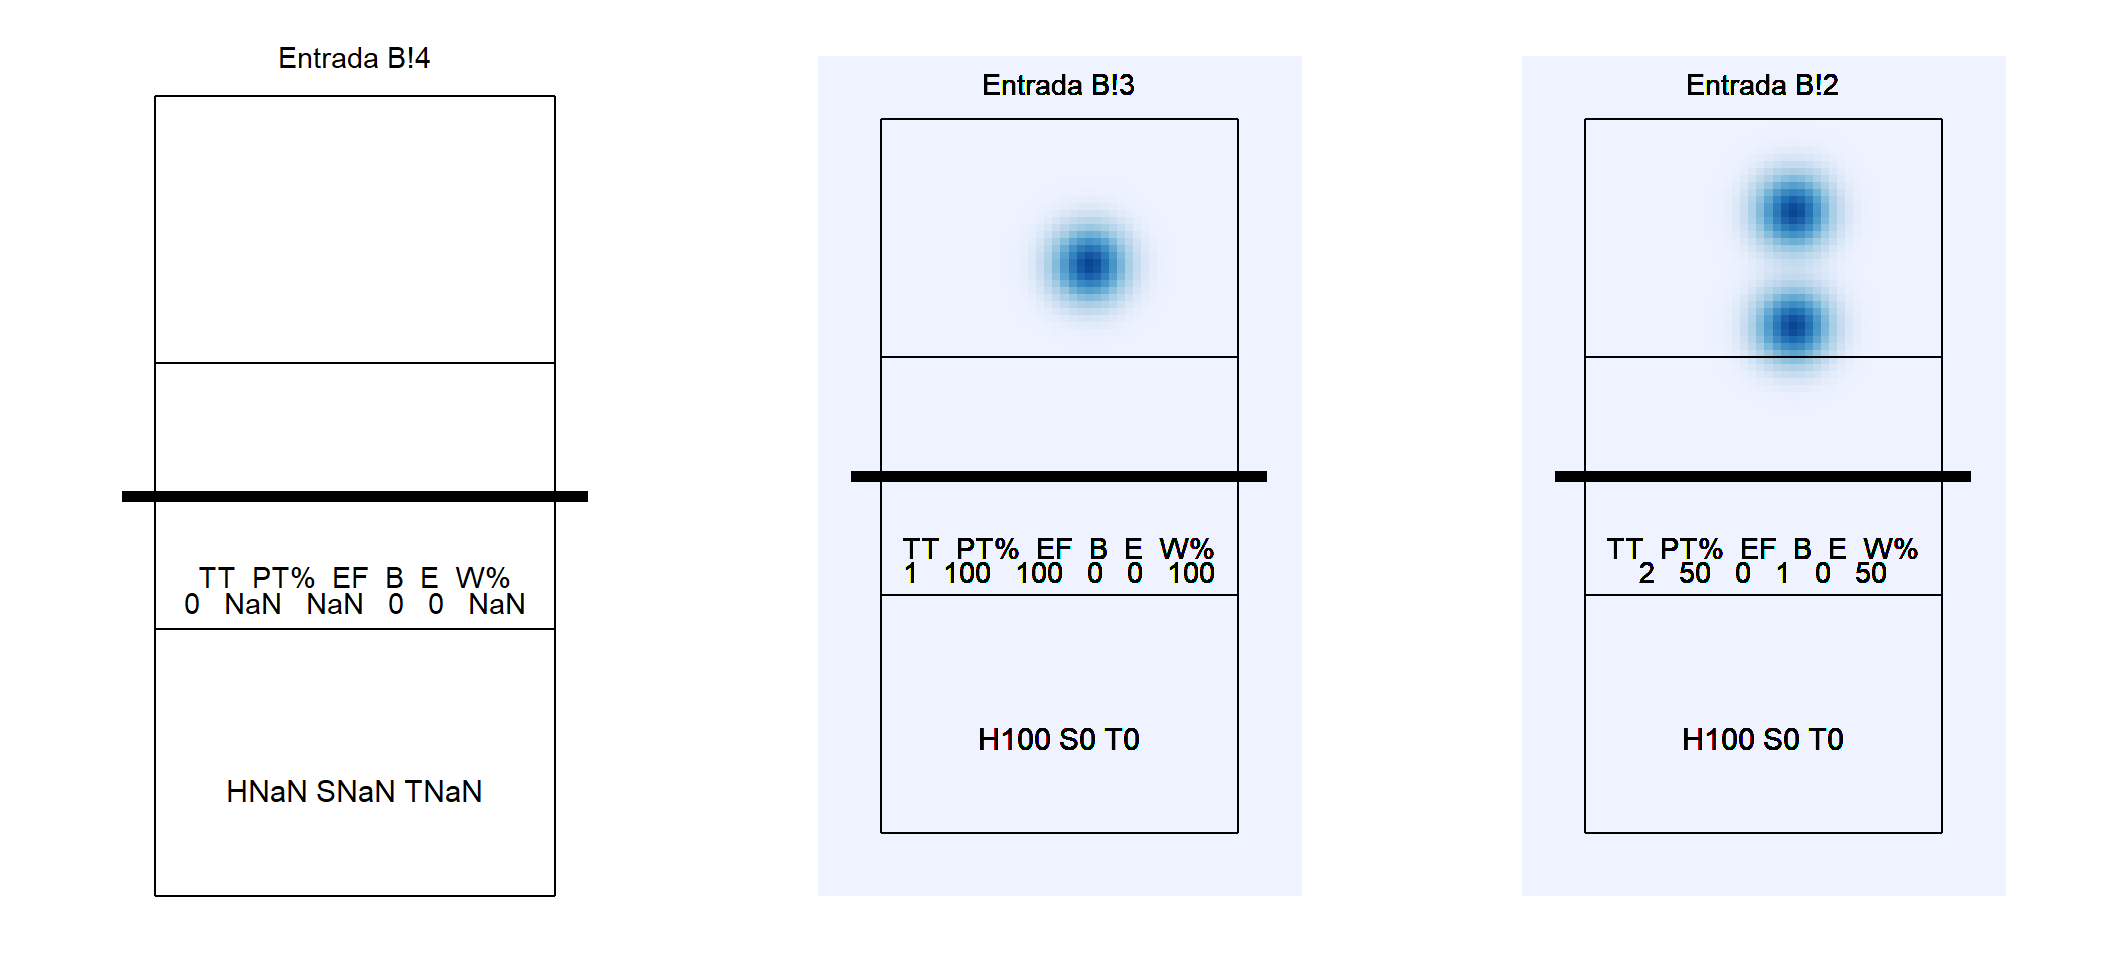 Entrada B!4
TT PT% EF B E W%
0 NaN NaN 0 0 NaN
HNaN SNaN TNaN
Entrada B!3
TT PT% EF B E W%
1 100 100 0 0 100
H100 S0 T0
Entrada B!2
TT PT% EF B E W%
2 50 0 1 0 50
H100 S0 T0